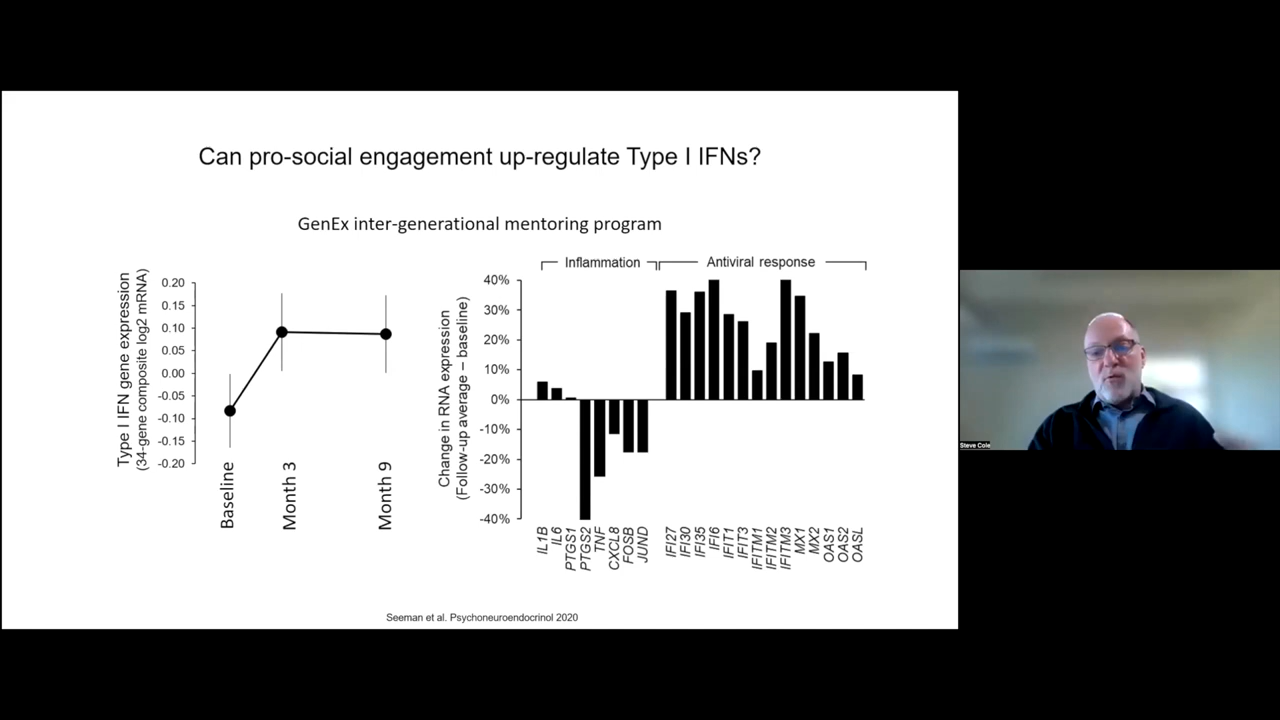 Can pro-social engagement up-regulate Type I IFNs?
GenEx inter-generational mentoring program
Type I IFN gene expression
(34-gene composite log2 mRNA)
0.20
0.15
0.10
0.05
0.00
-0.05
-0.10
-0.15
-0.20
Baseline
Month 3
Month 9
Inflammation
Antiviral response
Change in RNA expression
(Follow-up average – baseline)
40%
30%
20%
10%
0%
-10%
-20%
-30%
-40%
IL1B
IL6
PTGS1
PTGS2
TNF
CXCL8
FOSB
JUND
IFI27
IFI30
IFI35
IFI6
IFIT1
IFIT3
IFITM1
IFITM2
IFITM3
MX1
MX2
OAS1
OAS2
OASL
Seeman et al. Psychoneuroendocrinol 2020
Steve Cole